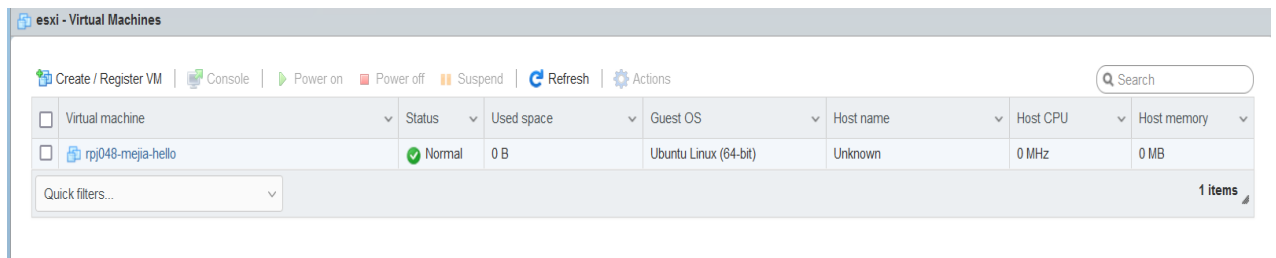 esxi - Virtual Machines
Create / Register VM Console Power on Power off Suspend Refresh Actions Search
Virtual machine Status Used space Guest OS Host name Host CPU Host memory
rpj048-mejia-hello Normal 0 B Ubuntu Linux (64-bit) Unknown 0 MHz 0 MB
Quick filters... 1 items